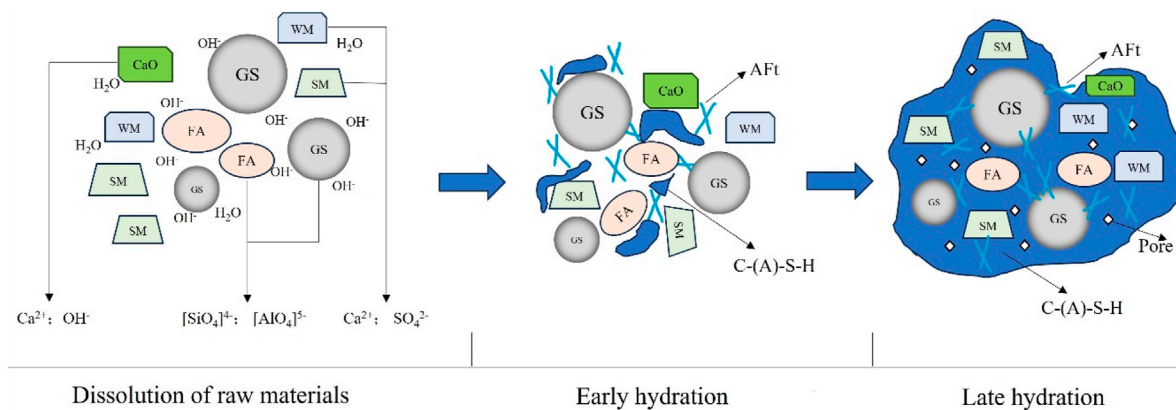 WM
OH⁻
H₂O
CaO
GS
H₂O
SM
OH⁻
OH⁻
OH⁻
WM
FA
GS
H₂O
OH⁻
FA
OH⁻
SM
GS
OH⁻
OH⁻
H₂O
SM
Ca²⁺； OH⁻
[SiO₄]⁴⁻； [AlO₄]⁵⁻
Ca²⁺； SO₄²⁻
Dissolution of raw materials
AFt
CaO
GS
WM
FA
GS
SM
FA
SM
GS
C-(A)-S-H
Early hydration
SM
AFt
CaO
GS
WM
SM
FA
FA
WM
GS
GS
SM
Pore
C-(A)-S-H
Late hydration